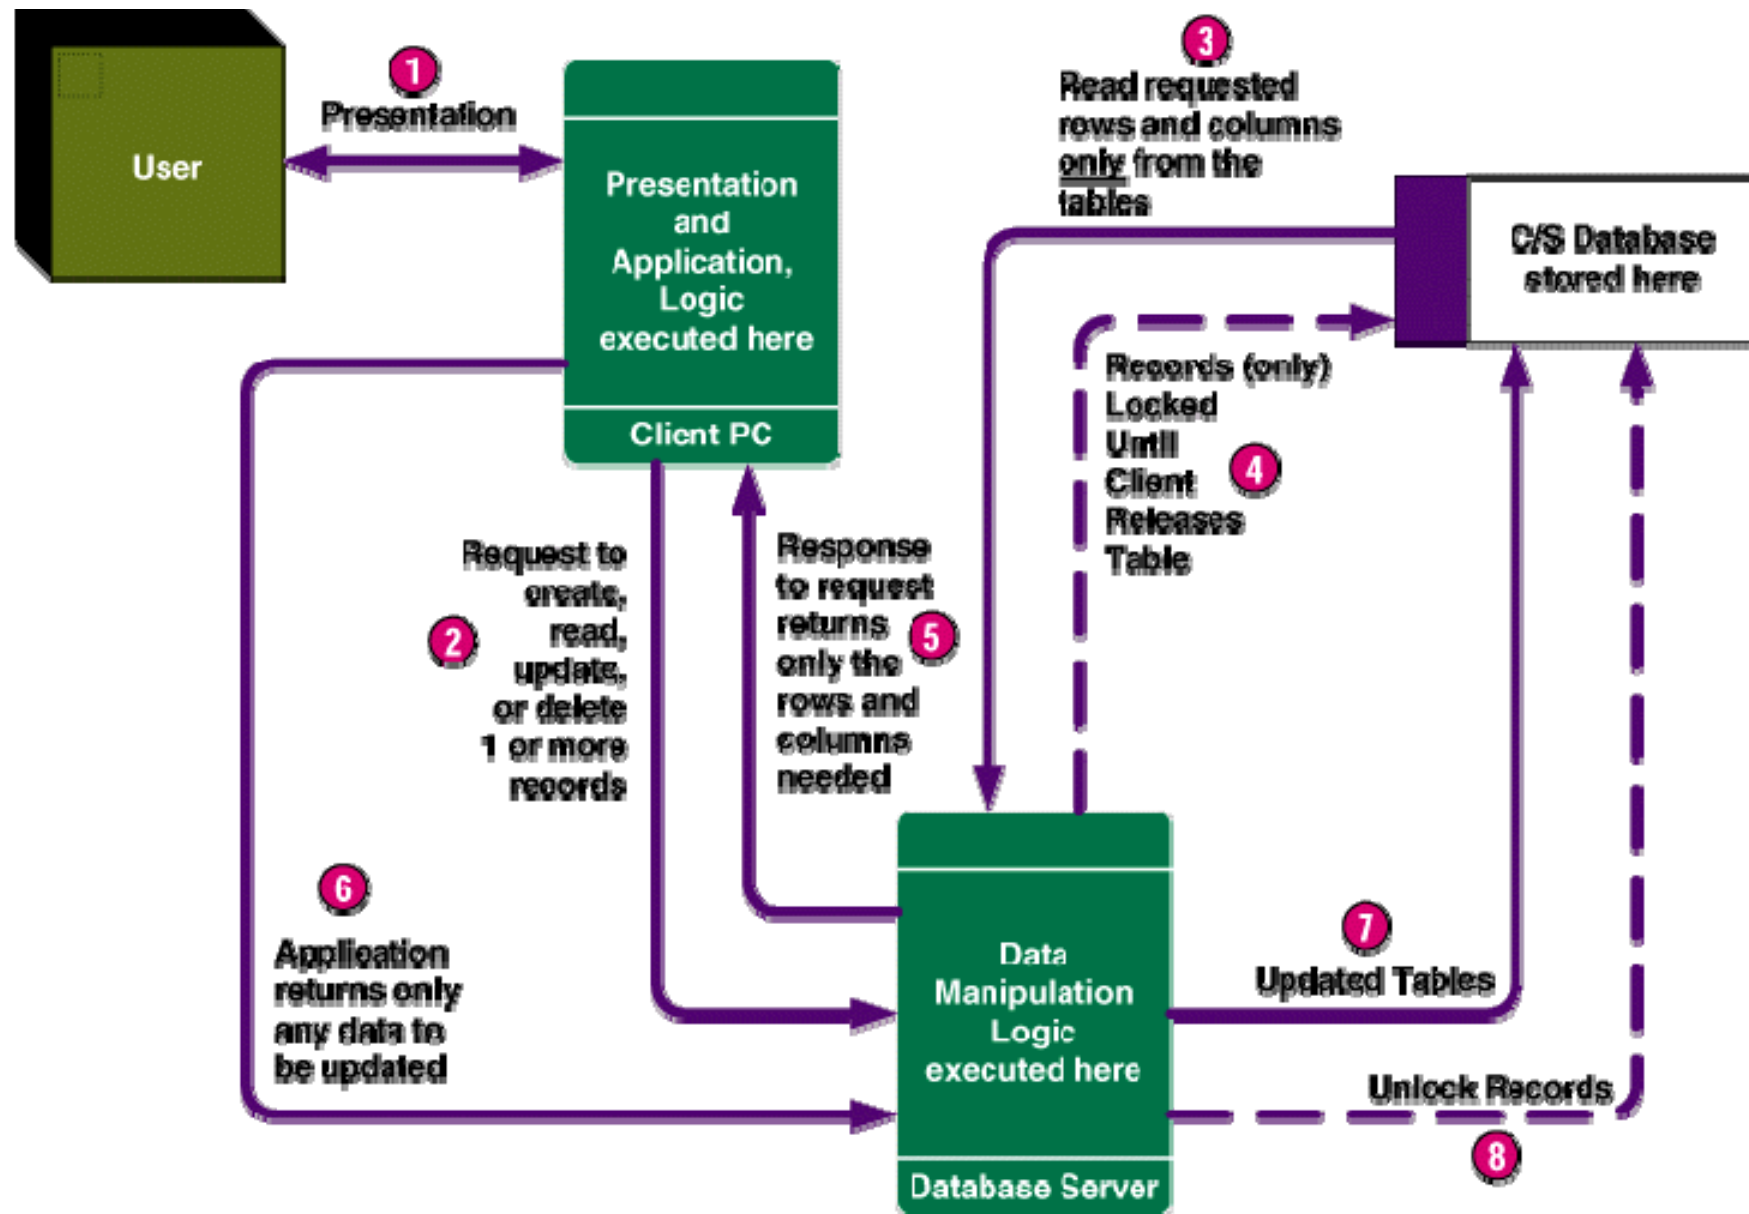 User
1
Presentation
Presentation
and
Application,
Logic
executed here
Client PC
3
Read requested
rows and columns
only from the
tables
C/S Database
stored here
Records (only)
Locked
Until
Client
Releases
Table
4
2
Request to
create,
read,
update,
or delete
1 or more
records
Response
to request
returns
only the
rows and
columns
needed
5
6
Application
returns only
any data to
be updated
Data
Manipulation
Logic
executed here
Database Server
7
Updated Tables
Unlock Records
8